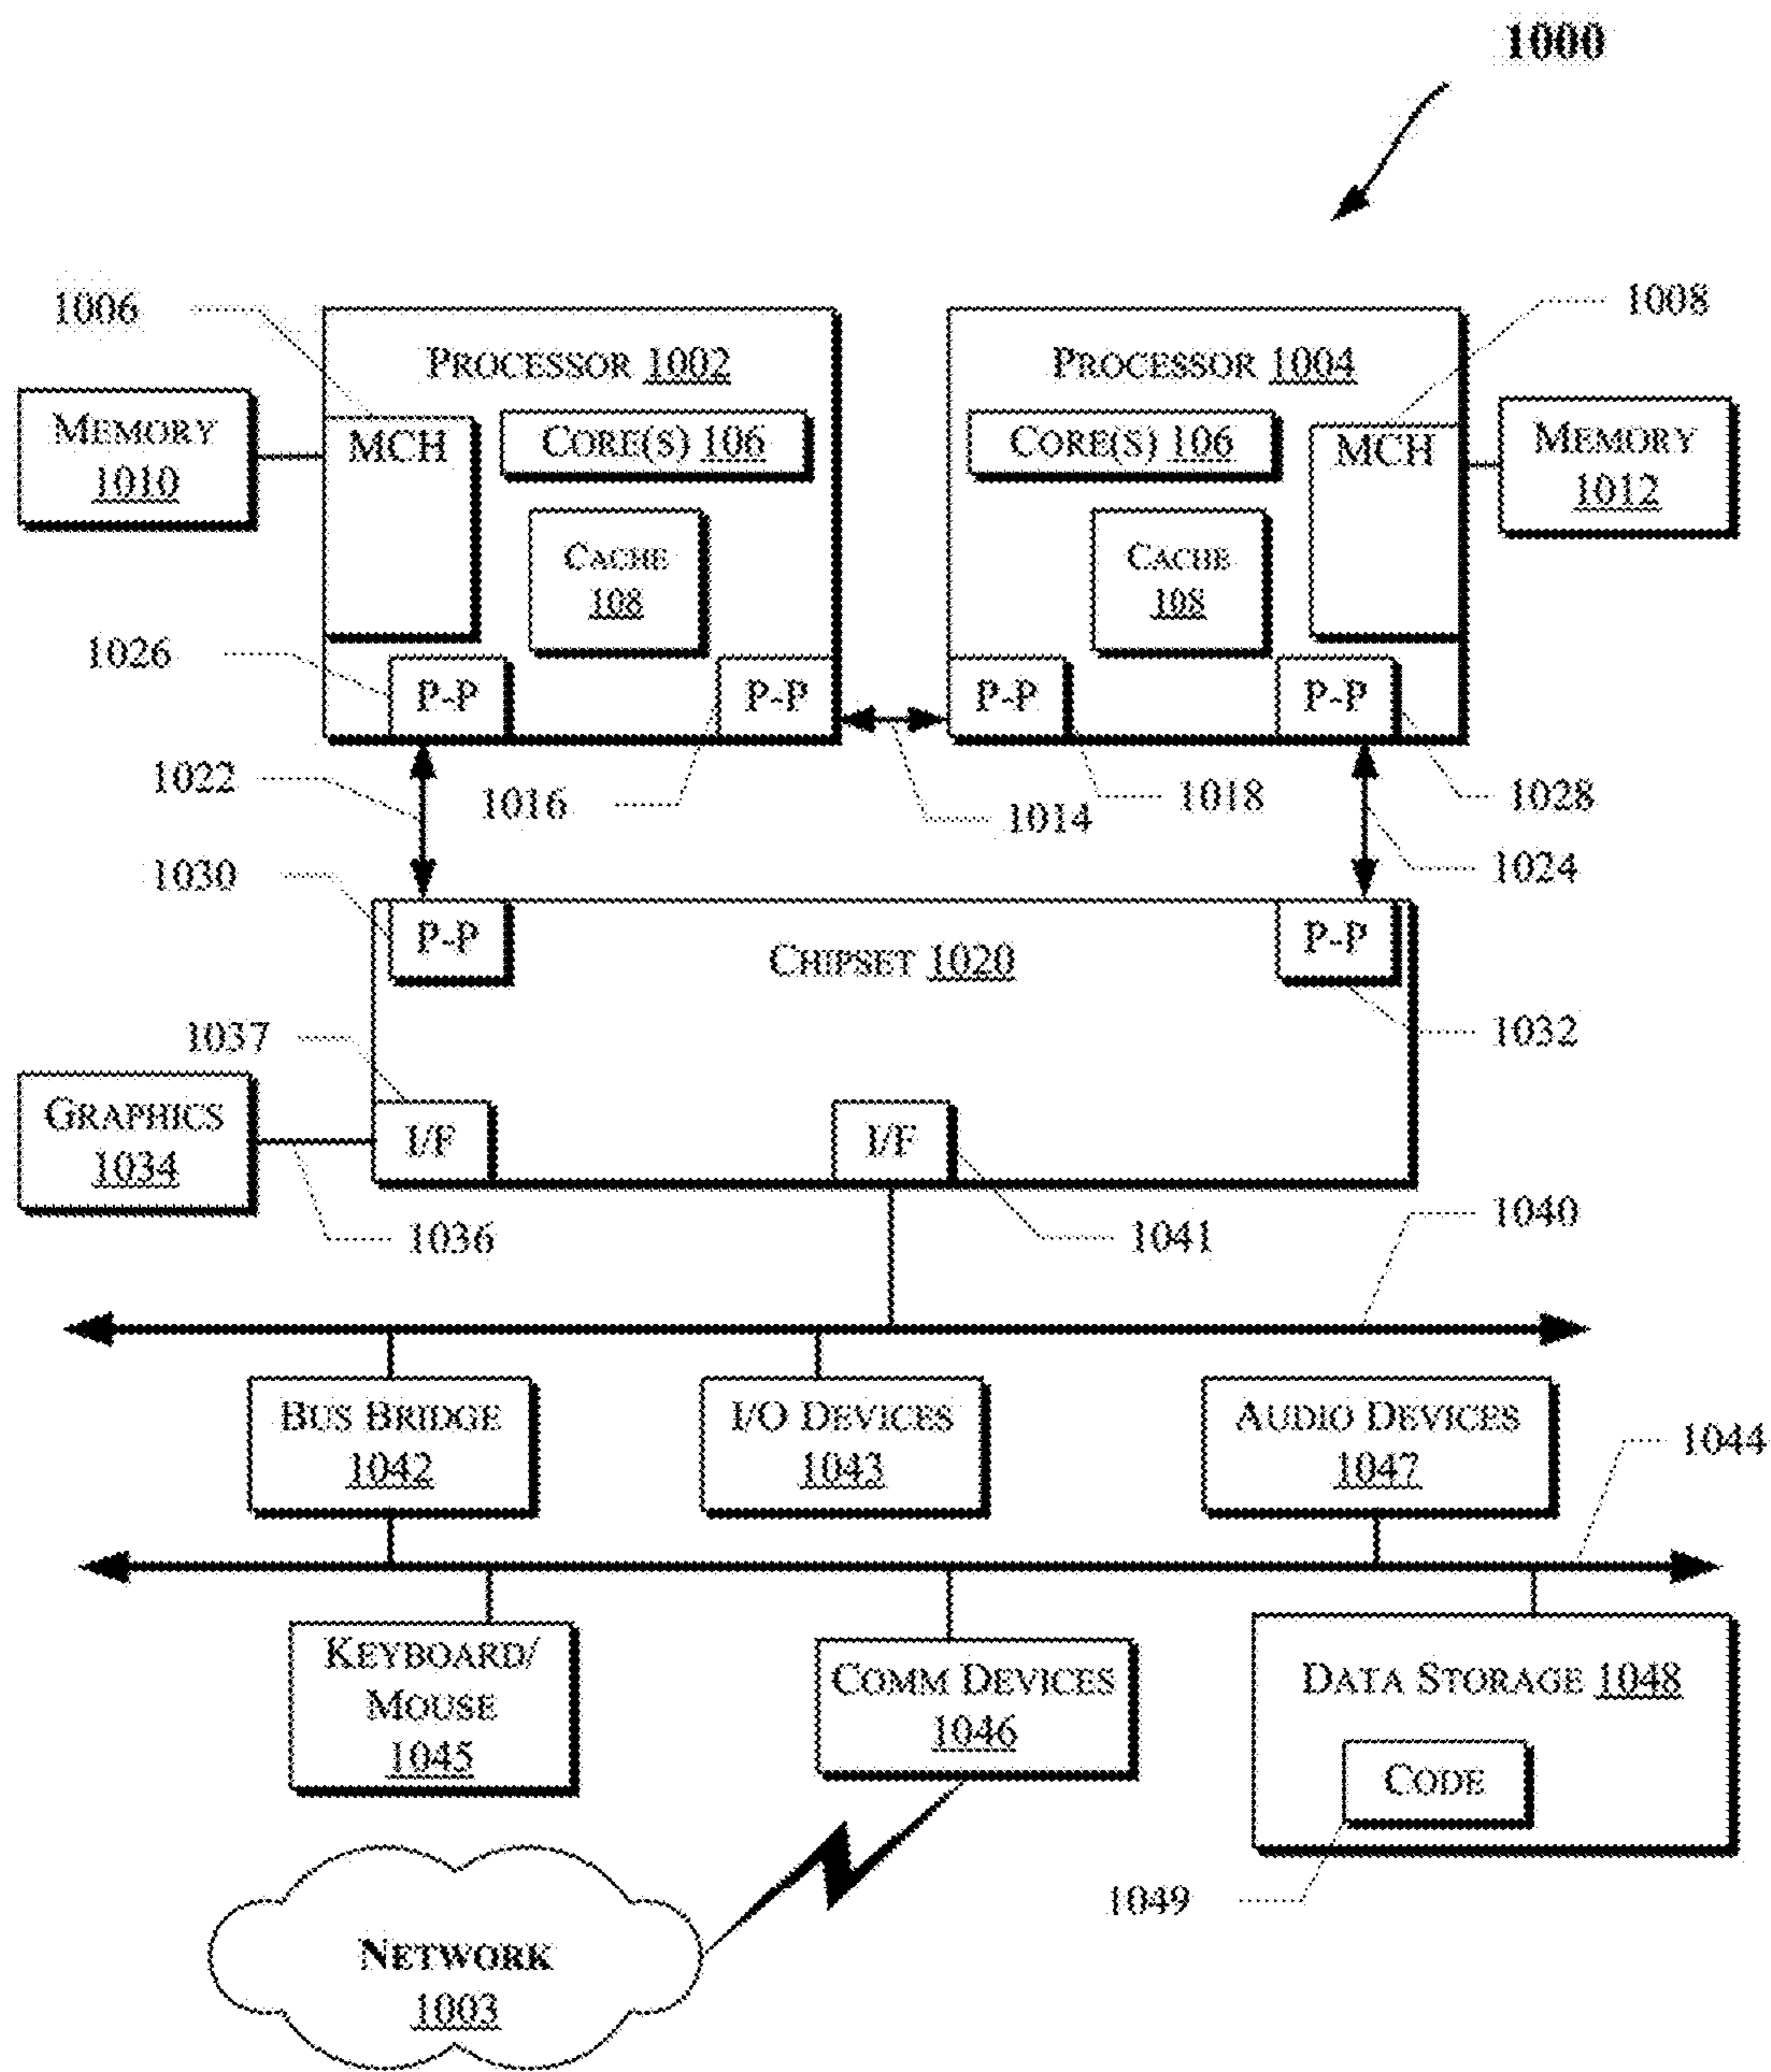 1000
1006
1008
PROCESSOR 1002
PROCESSOR 1004
MEMORY
1010
MCH
CORE(S) 106
CORE(S) 106
MCH
MEMORY
1012
CACHE
108
CACHE
108
1026
P-P
P-P
P-P
P-P
1022
1016
1014
1018
1028
1030
1024
P-P
CHIPSET 1020
P-P
1037
1032
GRAPHICS
1034
I/F
I/F
1036
1041
1040
BUS BRIDGE
1042
I/O DEVICES
1043
AUDIO DEVICES
1047
1044
KEYBOARD/
MOUSE
1045
COMM DEVICES
1046
DATA STORAGE 1048
CODE
1049
NETWORK
1003